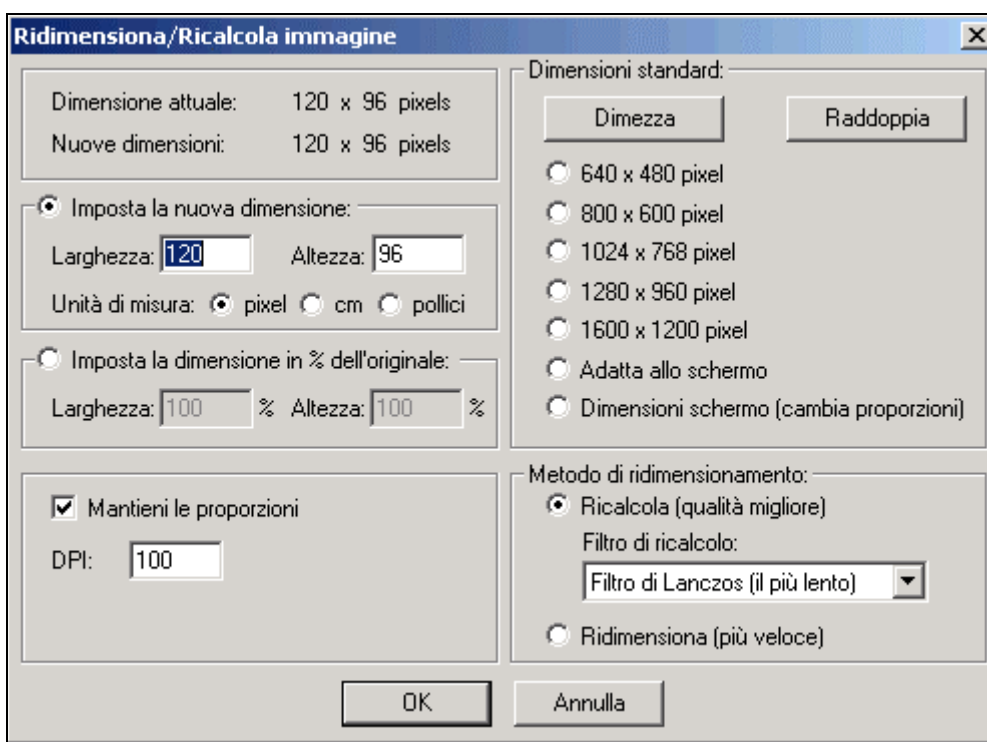 Ridimensiona/Ricalcola immagine
Dimensione attuale: 120 x 96 pixels
Nuove dimensioni: 120 x 96 pixels
Imposta la nuova dimensione:
Larghezza: 120 Altezza: 96
Unità di misura: pixel cm pollici
Imposta la dimensione in % dell'originale:
Larghezza: 100 % Altezza: 100 %
Mantieni le proporzioni
DPI: 100
Dimensioni standard:
Dimezza Raddoppia
640 x 480 pixel
800 x 600 pixel
1024 x 768 pixel
1280 x 960 pixel
1600 x 1200 pixel
Adatta allo schermo
Dimensioni schermo (cambia proporzioni)
Metodo di ridimensionamento:
Ricalcola (qualità migliore)
Filtro di ricalcolo:
Filtro di Lanczos (il più lento)
Ridimensiona (più veloce)
OK Annulla